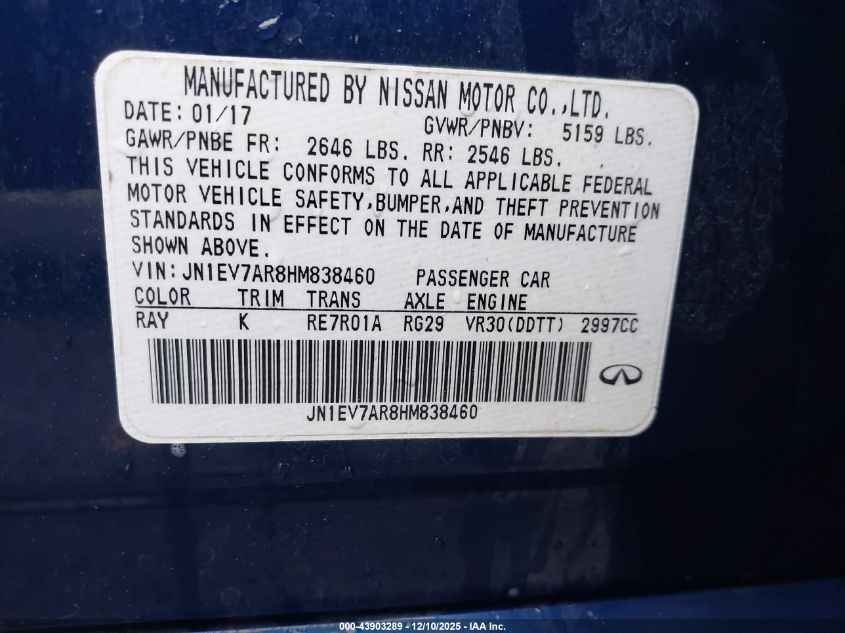 MANUFACTURED BY NISSAN MOTOR CO.,LTD.
DATE: 01/17 GVWR/PNBV: 5159 LBS.
GAWR/PNBE FR: 2646 LBS. RR: 2546 LBS.
THIS VEHICLE CONFORMS TO ALL APPLICABLE FEDERAL
MOTOR VEHICLE SAFETY,BUMPER,AND THEFT PREVENTION
STANDARDS IN EFFECT ON THE DATE OF MANUFACTURE
SHOWN ABOVE.
VIN:JN1EV7AR8HM838460 PASSENGER CAR
COLOR TRIM TRANS AXLE ENGINE
RAY K RE7R01A RG29 VR30(DDTT) 2997CC
JN1EV7AR8HM838460
000-43903289 - 12/10/2025 - IAA Inc.